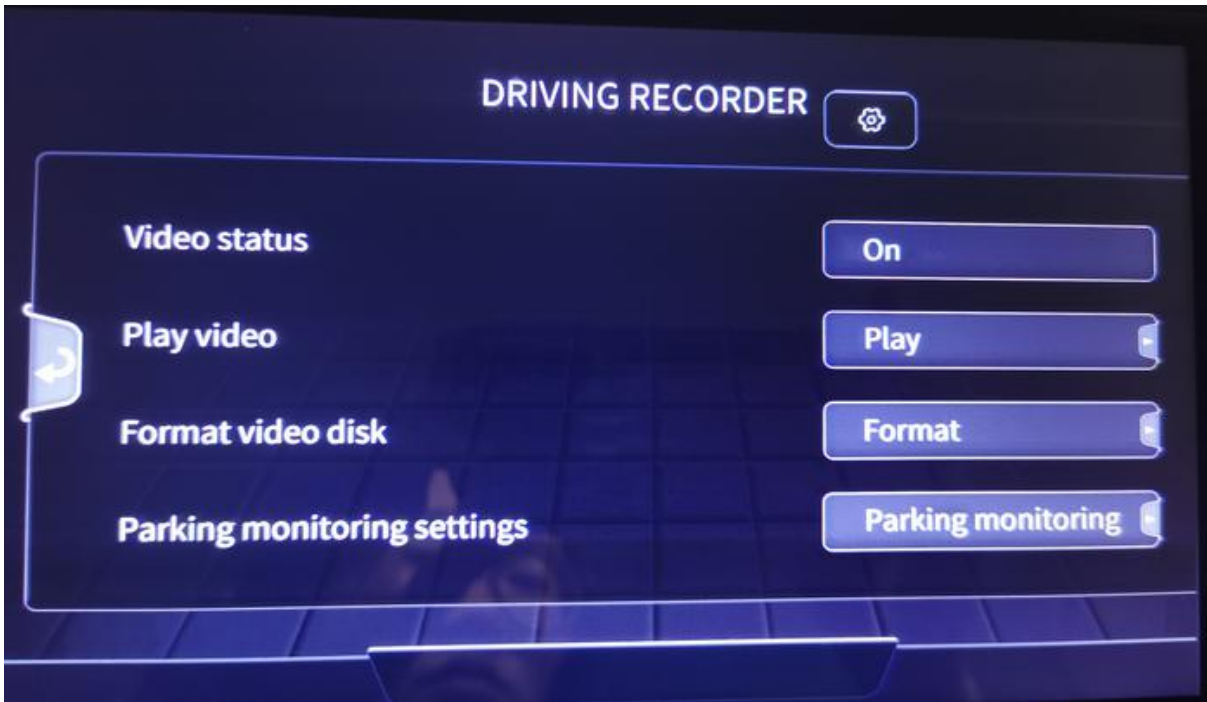 DRIVING RECORDER
Video status
On
Play video
Play
Format video disk
Format
Parking monitoring settings
Parking monitoring